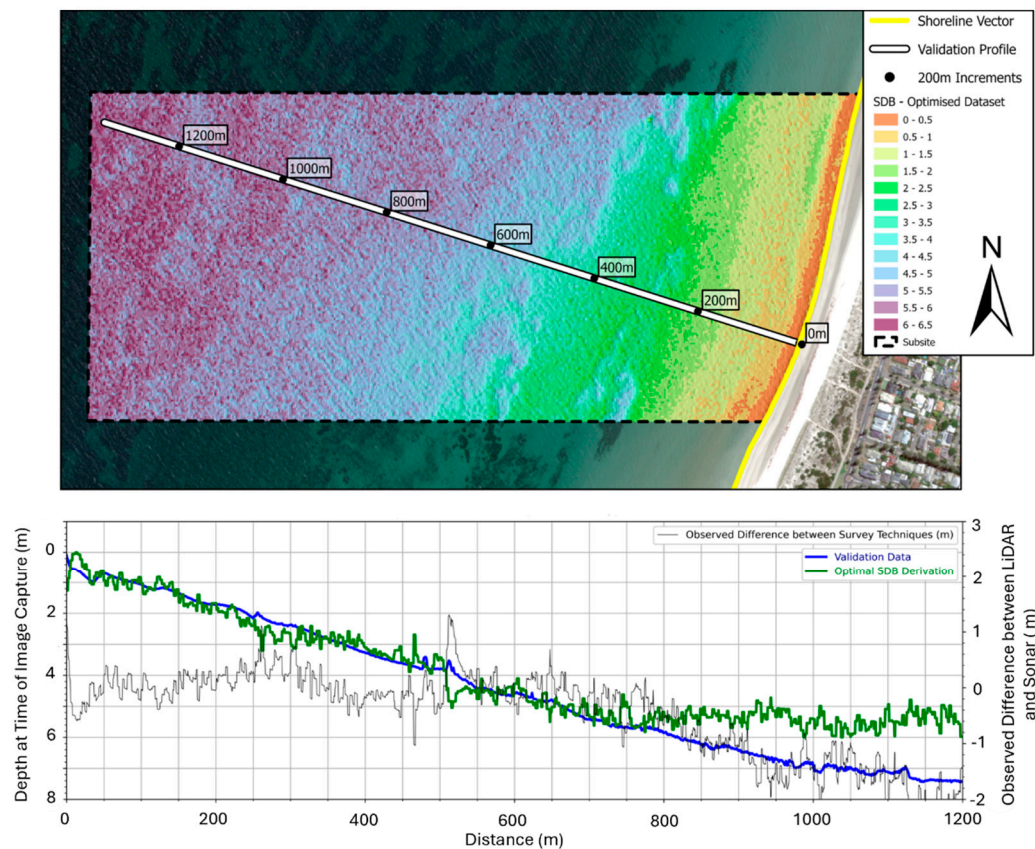 Shoreline Vector
Validation Profile
200m Increments
SDB - Optimised Dataset
0 - 0.5
0.5 - 1
1 - 1.5
1.5 - 2
2 - 2.5
2.5 - 3
3 - 3.5
3.5 - 4
4 - 4.5
4.5 - 5
5 - 5.5
5.5 - 6
6 - 6.5
Subsite
N
1200m
1000m
800m
600m
400m
200m
0m
Observed Difference between Survey Techniques (m)
Validation Data
Optimal SDB Derivation
Depth at Time of Image Capture (m)
0
2
4
6
8
3
2
1
0
-1
-2
Observed Difference between LiDAR
and Sonar (m)
0
200
400
600
800
1000
1200
Distance (m)